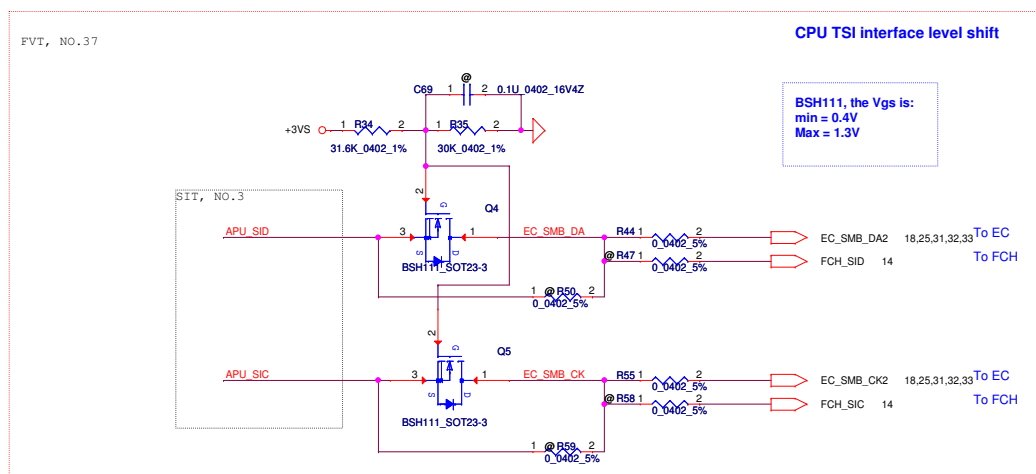 FVT, NO.37
CPU TSI interface level shift
BSH111, the Vgs is:
min = 0.4V
Max = 1.3V
@
C69 1 2 0.1U_0402_16V4Z
+3VS 1 R34 2 1 R35 2
31.6K_0402_1% 30K_0402_1%
SIT, NO.3
2
G
Q4
APU_SID 3 1 EC_SMB_DA R44 1 2 EC_SMB_DA2 18,25,31,32,33 To EC
S D
@ R47 1 2 FCH_SID 14 To FCH
0_0402_5%
BSH111_SOT23-3
0_0402_5%
1 @ R50 2
0_0402_5%
2
G
Q5
APU_SIC 3 1 EC_SMB_CK R55 1 2 EC_SMB_CK2 18,25,31,32,33 To EC
S D
0_0402_5%
@ R58 1 2 FCH_SIC 14 To FCH
0_0402_5%
BSH111_SOT23-3
1 @ R59 2
0_0402_5%